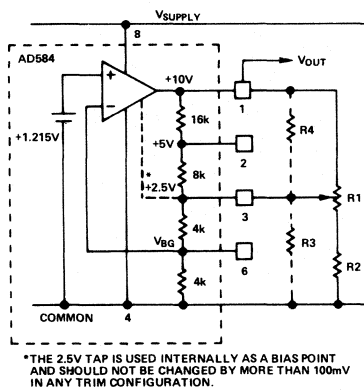 VSUPPLY
8
AD584
+10V
VOUT
1
16k
+5V
R4
2
+1.215V
8k
*
+2.5V
3
R1
4k
VBG
R3
6
R2
4k
COMMON
4
*THE 2.5V TAP IS USED INTERNALLY AS A BIAS POINT
AND SHOULD NOT BE CHANGED BY MORE THAN 100mV
IN ANY TRIM CONFIGURATION.